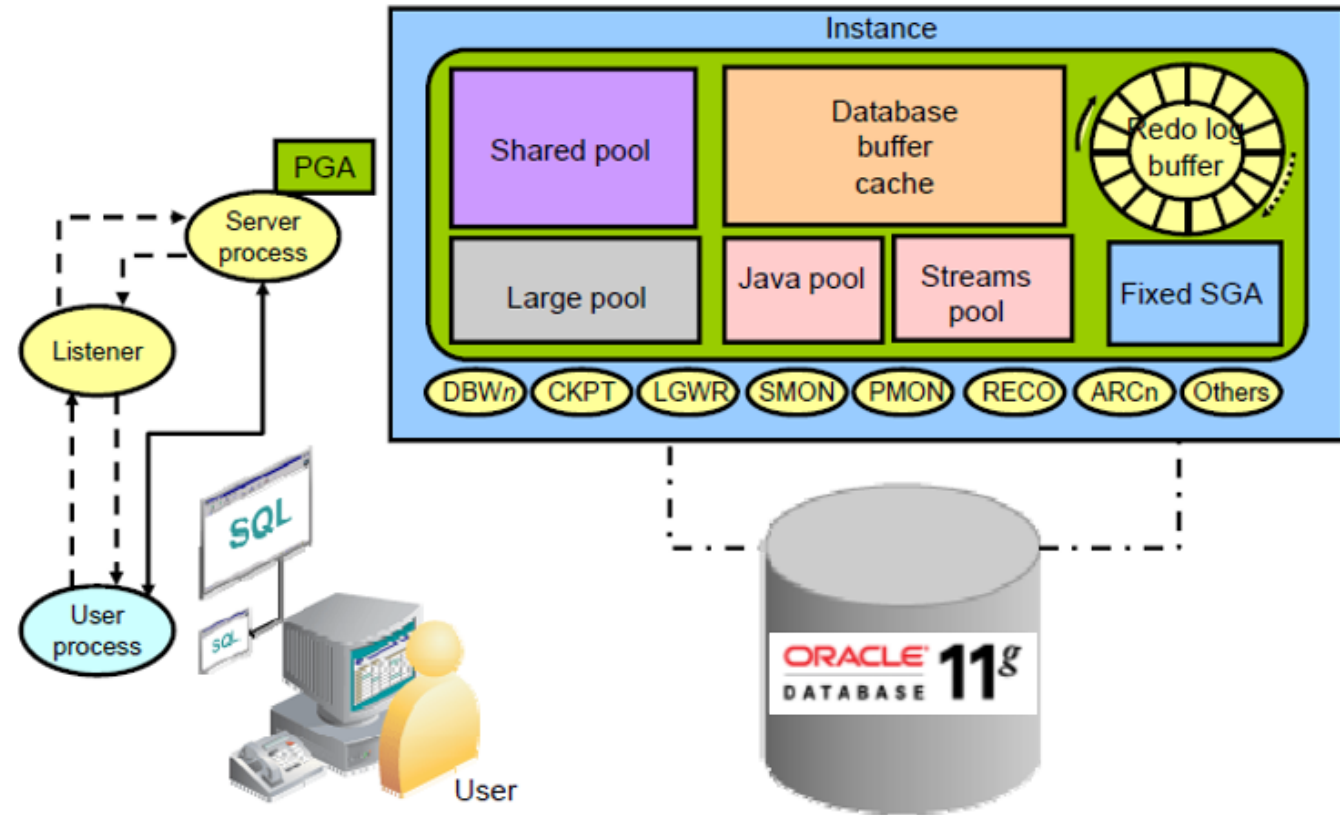 Instance
Shared pool
Database
buffer
cache
Redo log
buffer
PGA
Server
process
Large pool
Java pool
Streams
pool
Fixed SGA
Listener
DBWn
CKPT
LGWR
SMON
PMON
RECO
ARCn
Others
SQL
SQL
User
process
ORACLE®
DATABASE
11g
User